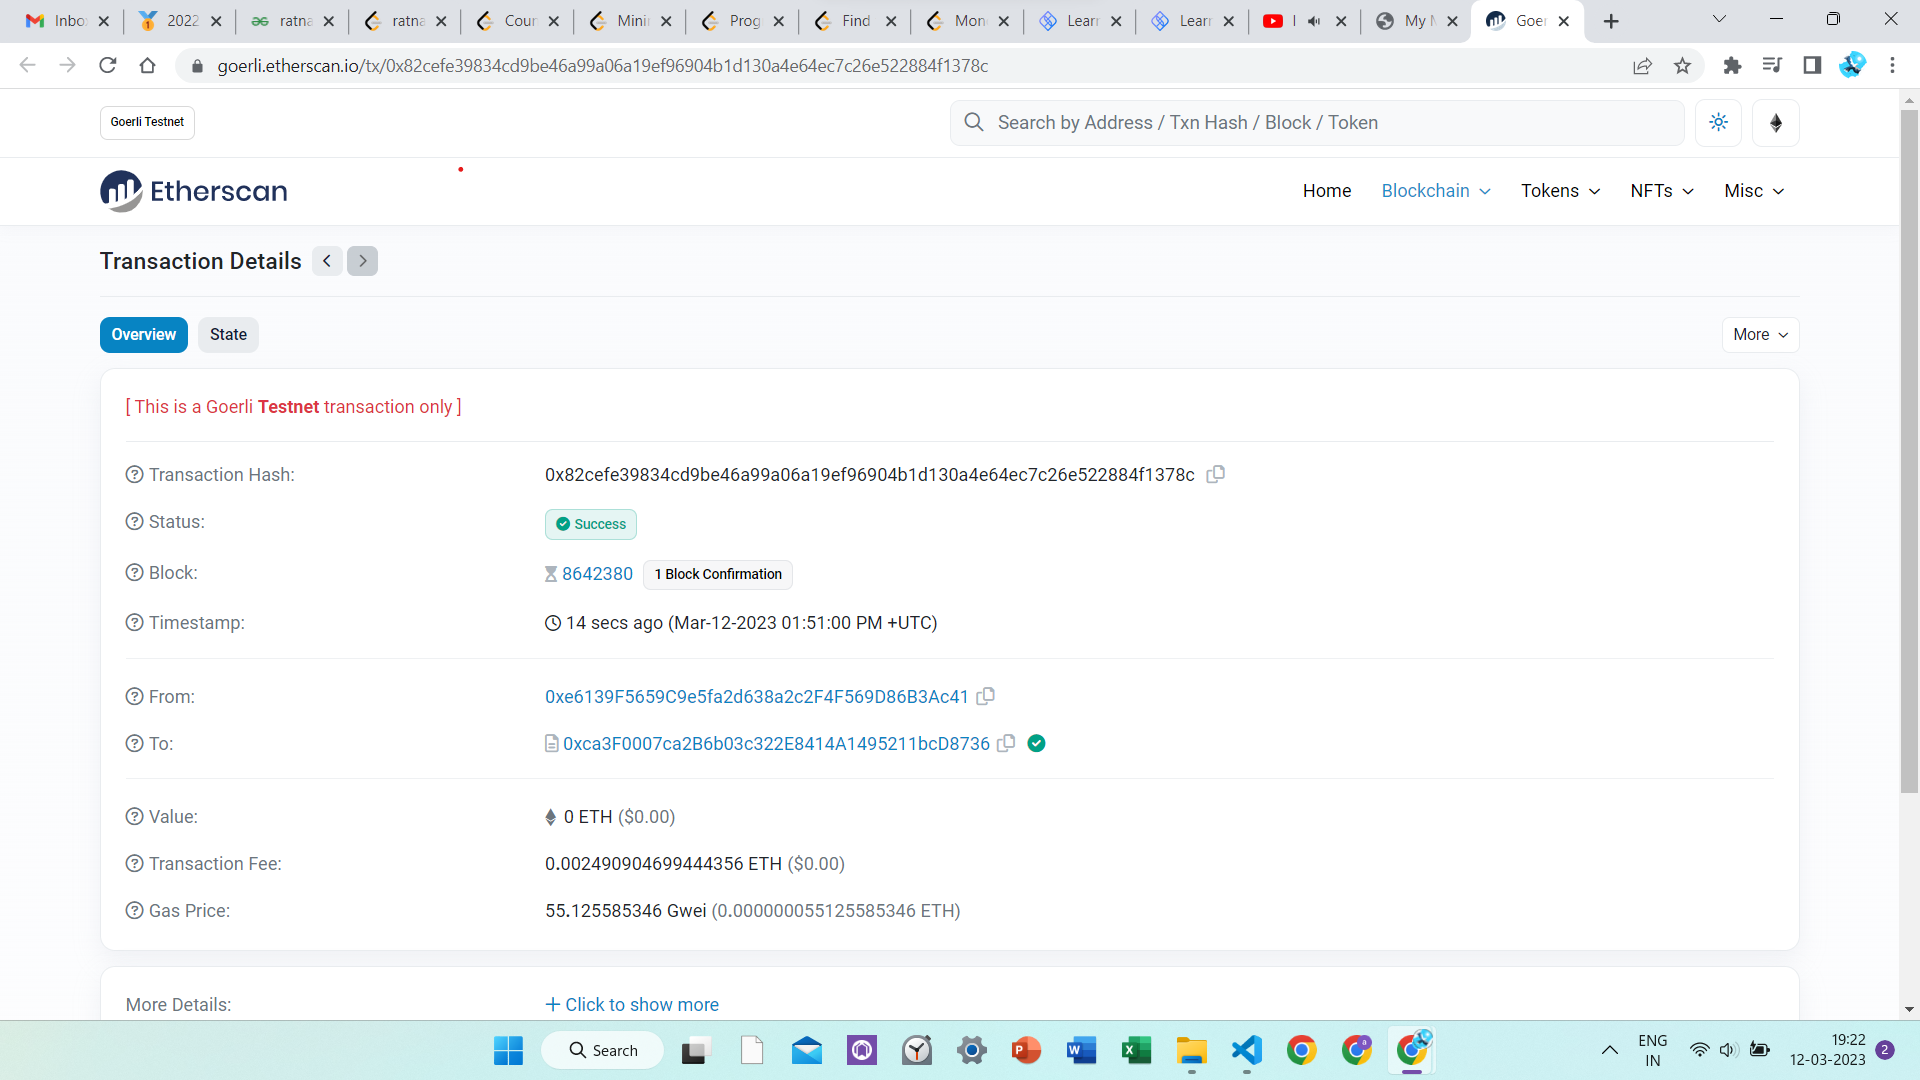 Inbo
2022
ratna
ratna
Coun
Mini
Prog
Find
Mon
Learn
Learn
My M
Goer
goerli.etherscan.io/tx/0x82cefe39834cd9be46a99a06a19ef96904b1d130a4e64ec7c26e522884f1378c
Goerli Testnet
Search by Address / Txn Hash / Block / Token
Etherscan
Home Blockchain Tokens NFTs Misc
Transaction Details
Overview State More
[ This is a Goerli Testnet transaction only ]
Transaction Hash: 0x82cefe39834cd9be46a99a06a19ef96904b1d130a4e64ec7c26e522884f1378c
Status: Success
Block: 8642380 1 Block Confirmation
Timestamp: 14 secs ago (Mar-12-2023 01:51:00 PM +UTC)
From: 0xe6139F5659C9e5fa2d638a2c2F4F569D86B3Ac41
To: 0xca3F0007ca2B6b03c322E8414A1495211bcD8736
Value: 0 ETH ($0.00)
Transaction Fee: 0.002490904699444356 ETH ($0.00)
Gas Price: 55.125585346 Gwei (0.000000055125585346 ETH)
More Details: + Click to show more
Search
ENG
IN
19:22
12-03-2023
2